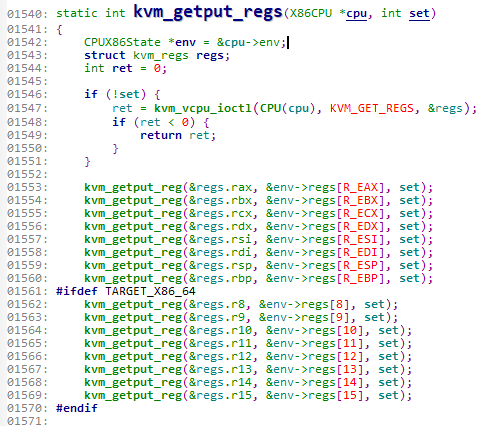 01540: static int kvm_getput_regs(X86CPU *cpu, int set)
01541: {
01542:     CPUX86State *env = &cpu->env;
01543:     struct kvm_regs regs;
01544:     int ret = 0;
01545:
01546:     if (!set) {
01547:         ret = kvm_vcpu_ioctl(CPU(cpu), KVM_GET_REGS, &regs);
01548:         if (ret < 0) {
01549:             return ret;
01550:         }
01551:     }
01552:
01553:     kvm_getput_reg(&regs.rax, &env->regs[R_EAX], set);
01554:     kvm_getput_reg(&regs.rbx, &env->regs[R_EBX], set);
01555:     kvm_getput_reg(&regs.rcx, &env->regs[R_ECX], set);
01556:     kvm_getput_reg(&regs.rdx, &env->regs[R_EDX], set);
01557:     kvm_getput_reg(&regs.rsi, &env->regs[R_ESI], set);
01558:     kvm_getput_reg(&regs.rdi, &env->regs[R_EDI], set);
01559:     kvm_getput_reg(&regs.rsp, &env->regs[R_ESP], set);
01560:     kvm_getput_reg(&regs.rbp, &env->regs[R_EBP], set);
01561: #ifdef TARGET_X86_64
01562:     kvm_getput_reg(&regs.r8, &env->regs[8], set);
01563:     kvm_getput_reg(&regs.r9, &env->regs[9], set);
01564:     kvm_getput_reg(&regs.r10, &env->regs[10], set);
01565:     kvm_getput_reg(&regs.r11, &env->regs[11], set);
01566:     kvm_getput_reg(&regs.r12, &env->regs[12], set);
01567:     kvm_getput_reg(&regs.r13, &env->regs[13], set);
01568:     kvm_getput_reg(&regs.r14, &env->regs[14], set);
01569:     kvm_getput_reg(&regs.r15, &env->regs[15], set);
01570: #endif
01571: